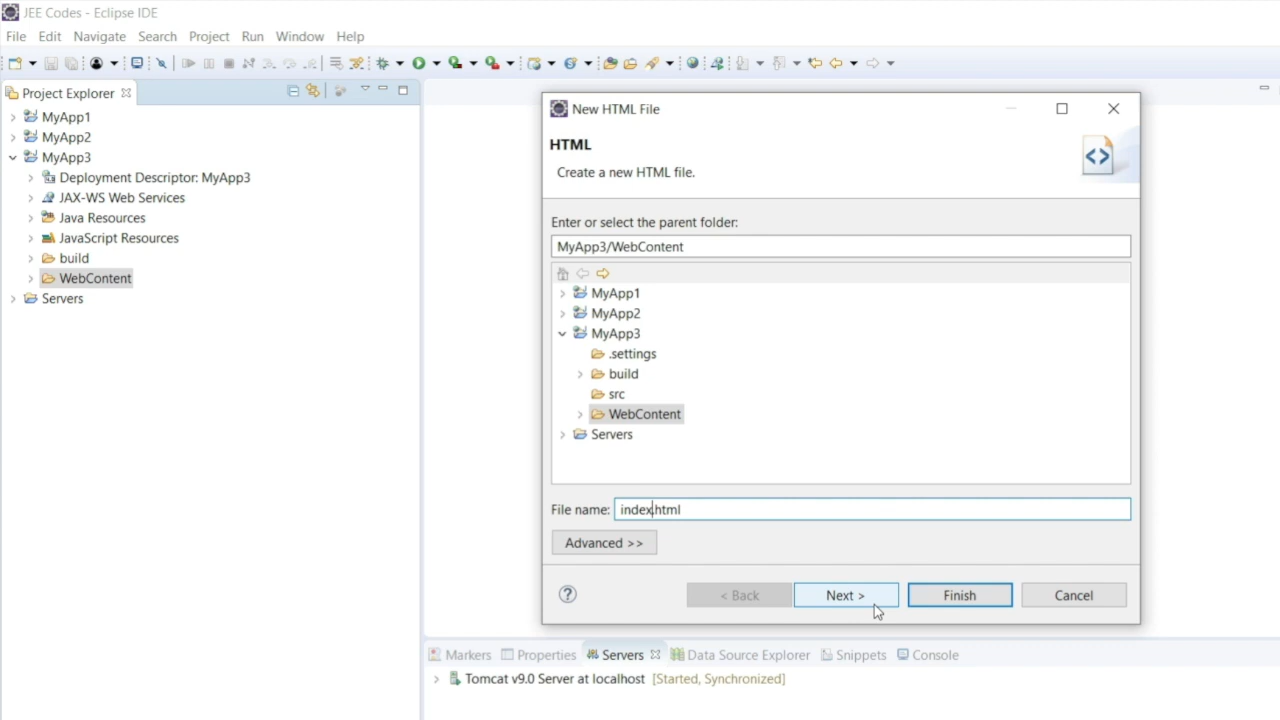 JEE Codes - Eclipse IDE
File Edit Navigate Search Project Run Window Help
Project Explorer
MyApp1
MyApp2
MyApp3
Deployment Descriptor: MyApp3
JAX-WS Web Services
Java Resources
JavaScript Resources
build
WebContent
Servers
New HTML File
HTML
Create a new HTML file.
Enter or select the parent folder:
MyApp3/WebContent
MyApp1
MyApp2
MyApp3
.settings
build
src
WebContent
Servers
File name: index.html
Advanced >>
< Back Next > Finish Cancel
Markers Properties Servers Data Source Explorer Snippets Console
Tomcat v9.0 Server at localhost [Started, Synchronized]